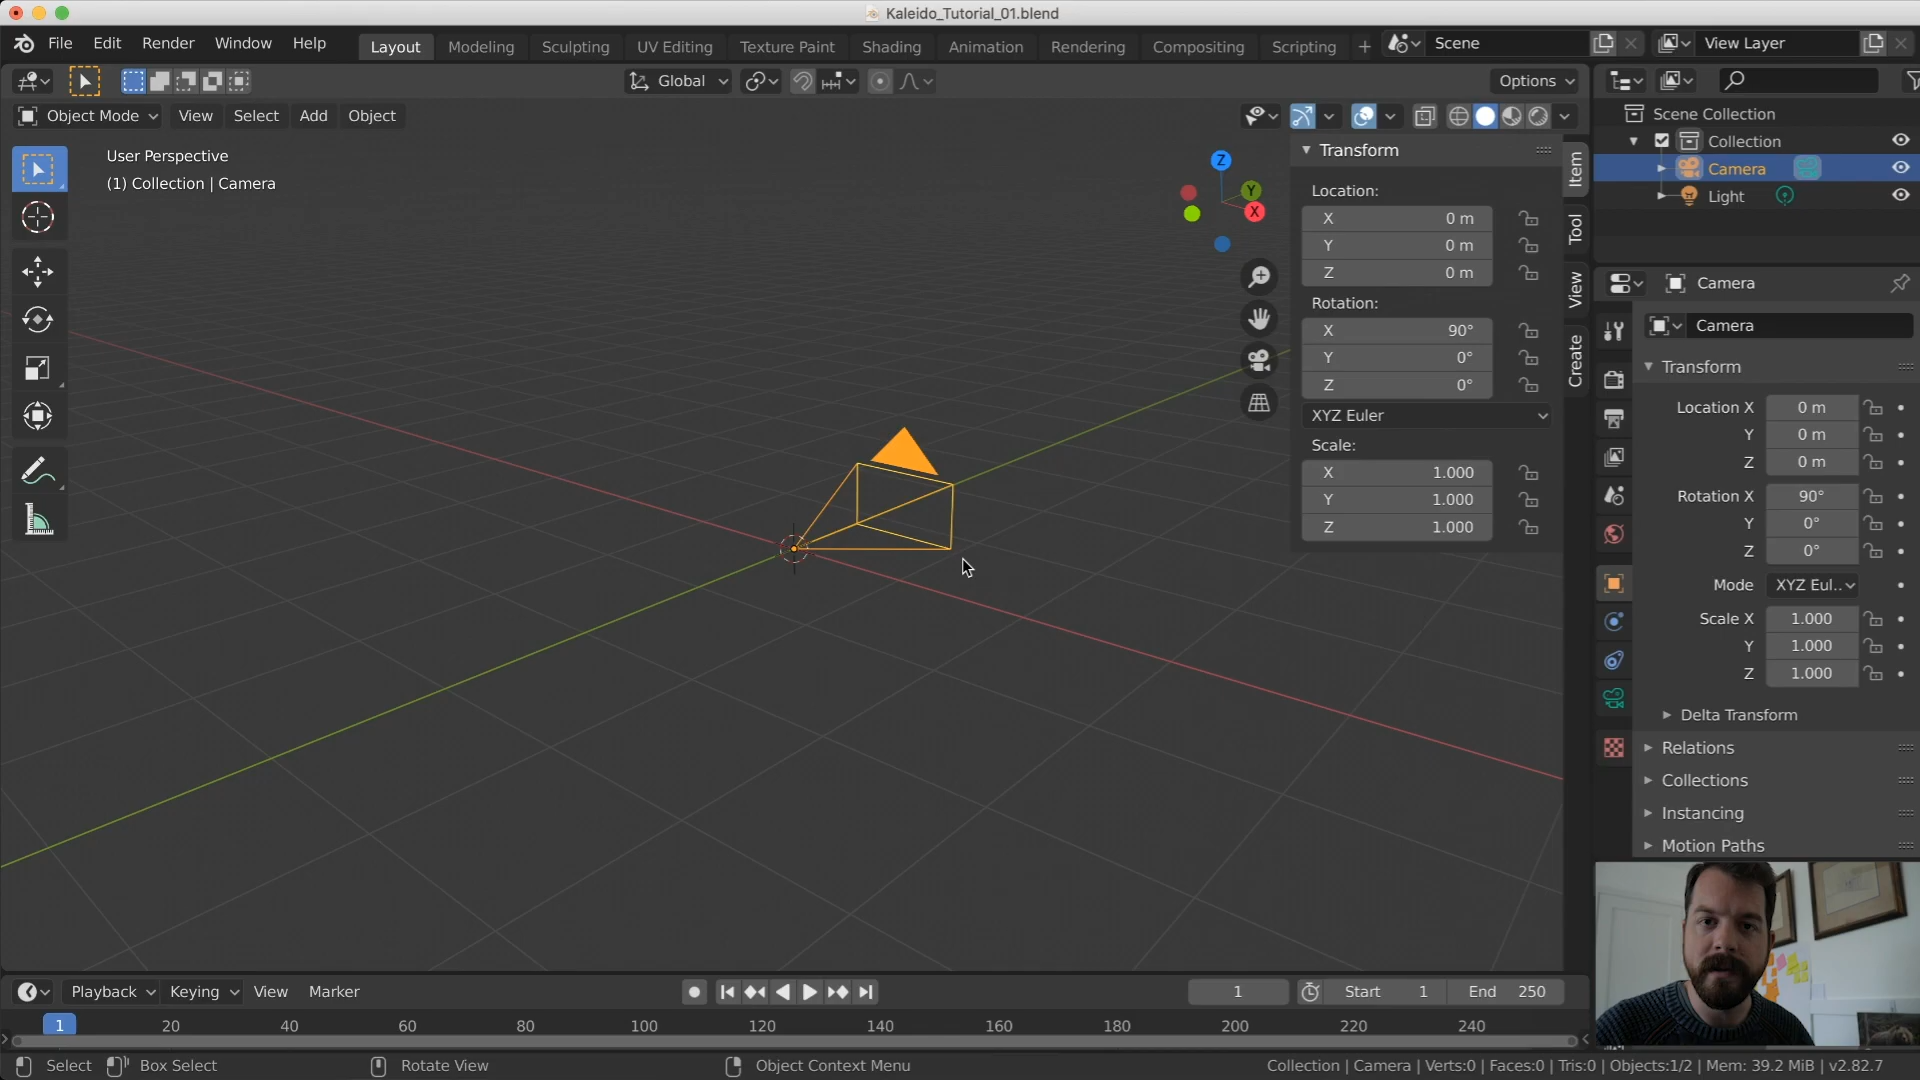 Kaleido_Tutorial_01.blend
File Edit Render Window Help Layout Modeling Sculpting UV Editing Texture Paint Shading Animation Rendering Compositing Scripting + Scene View Layer
Global Options
Object Mode View Select Add Object
User Perspective
(1) Collection | Camera
Z
Y
X
Transform
Location:
X 0 m
Y 0 m
Z 0 m
Rotation:
X 90°
Y 0°
Z 0°
XYZ Euler
Scale:
X 1.000
Y 1.000
Z 1.000
Item
Tool
View
Create
Scene Collection
Collection
Camera
Light
Camera
Camera
Transform
Location X 0 m
Y 0 m
Z 0 m
Rotation X 90°
Y 0°
Z 0°
Mode XYZ Eul..
Scale X 1.000
Y 1.000
Z 1.000
Delta Transform
Relations
Collections
Instancing
Motion Paths
Playback Keying View Marker 1 Start 1 End 250
1 20 40 60 80 100 120 140 160 180 200 220 240
Select Box Select Rotate View Object Context Menu Collection | Camera | Verts:0 | Faces:0 | Tris:0 | Objects:1/2 | Mem: 39.2 MiB | v2.82.7